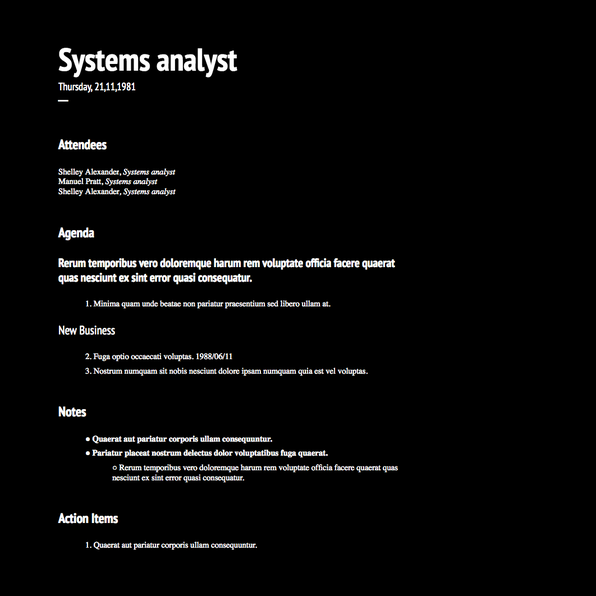 Systems analyst
Thursday, 21,11,1981
—
Attendees
Shelley Alexander, Systems analyst
Manuel Pratt, Systems analyst
Shelley Alexander, Systems analyst
Agenda
Rerum temporibus vero doloremque harum rem voluptate officia facere quaerat
quas nesciunt ex sint error quasi consequatur.
1. Minima quam unde beatae non pariatur praesentium sed libero ullam at.
New Business
2. Fuga optio occaecati voluptas. 1988/06/11
3. Nostrum numquam sit nobis nesciunt dolore ipsam numquam quia est vel voluptas.
Notes
● Quaerat aut pariatur corporis ullam consequuntur.
● Pariatur placeat nostrum delectus dolor voluptatibus fuga quaerat.
○ Rerum temporibus vero doloremque harum rem voluptate officia facere quaerat quas
nesciunt ex sint error quasi consequatur.
Action Items
1. Quaerat aut pariatur corporis ullam consequuntur.